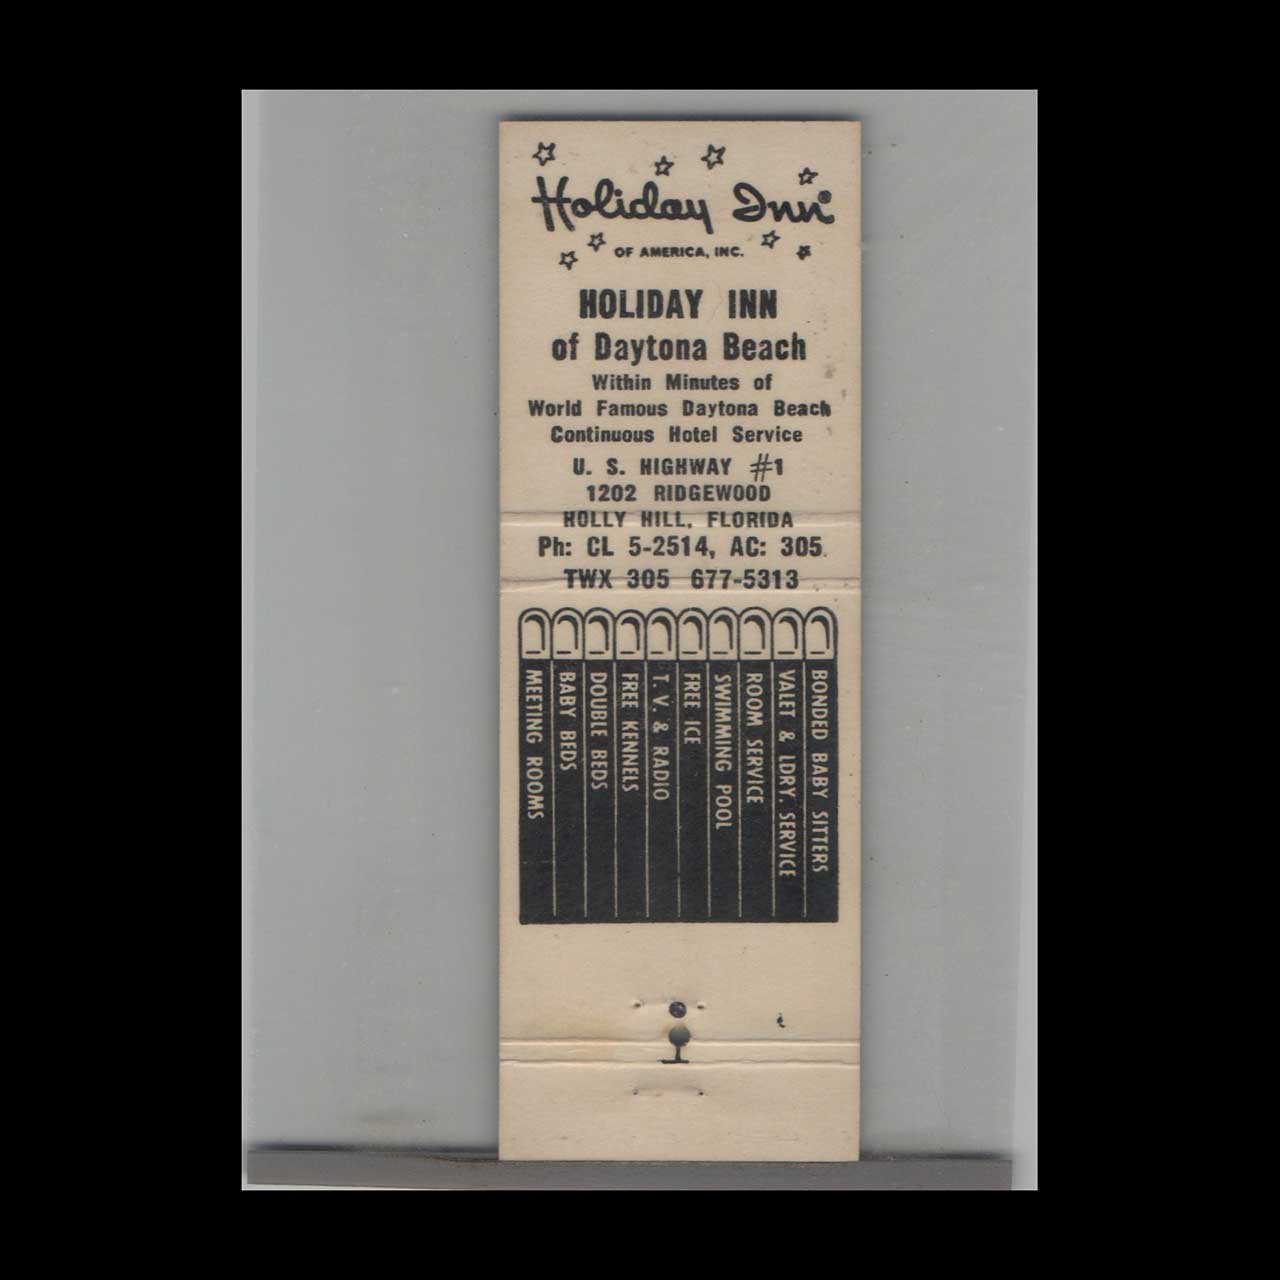 Holiday Inn®
OF AMERICA, INC.
HOLIDAY INN
of Daytona Beach
Within Minutes of
World Famous Daytona Beach
Continuous Hotel Service
U. S. HIGHWAY #1
1202 RIDGEWOOD
HOLLY HILL, FLORIDA
Ph: CL 5-2514, AC: 305
TWX 305 677-5313
MEETING ROOMS
BABY BEDS
DOUBLE BEDS
FREE KENNELS
T. V. & RADIO
FREE ICE
SWIMMING POOL
ROOM SERVICE
VALET & LDRY. SERVICE
BONDED BABY SITTERS